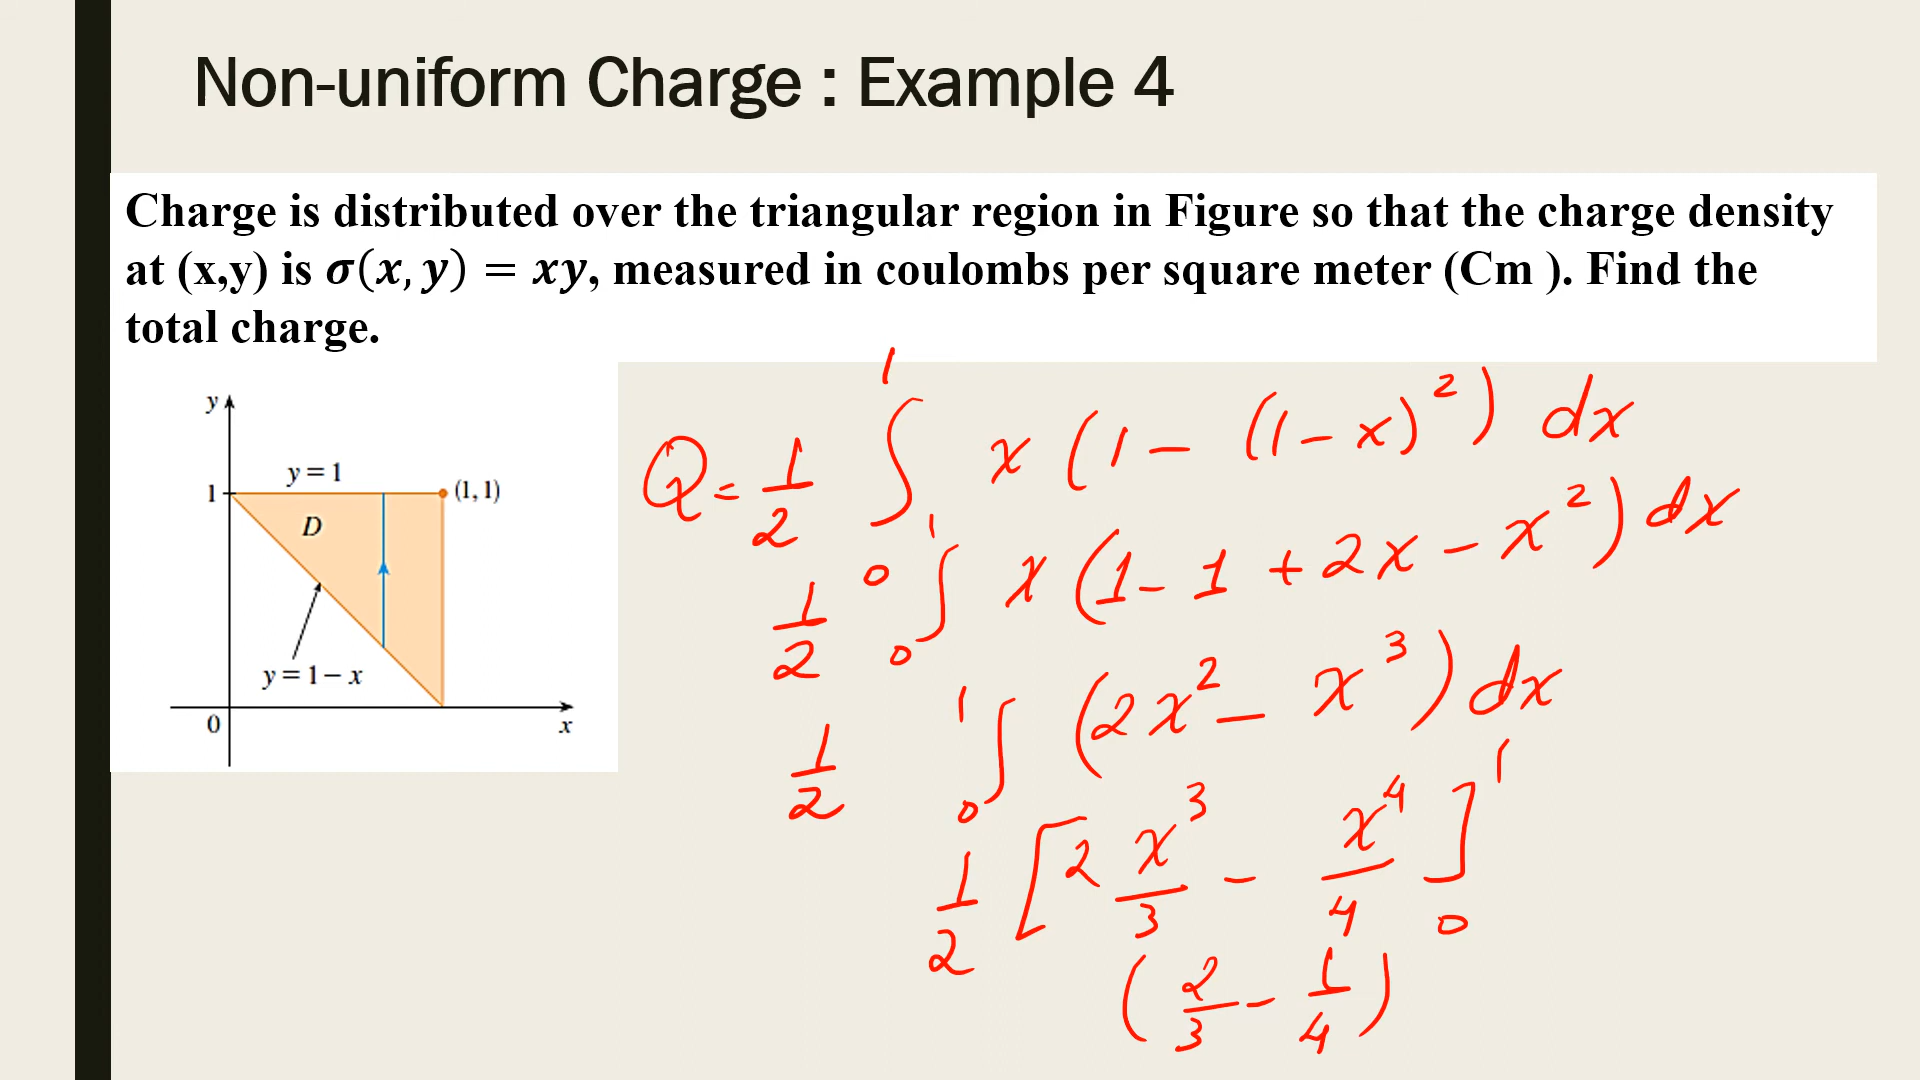 Non-uniform Charge : Example 4
Charge is distributed over the triangular region in Figure so that the charge density
at (x,y) is σ(x, y) = xy, measured in coulombs per square meter (Cm ). Find the
total charge.
y
y = 1
1
(1, 1)
D
y = 1 − x
0
x
Q = 1/2 ∫₀¹ x (1 − (1 − x)²) dx
1/2 ∫₀¹ x (1 − 1 + 2x − x²) dx
1/2 ∫₀¹ (2x² − x³) dx
1/2 [2 x³/3 − x⁴/4]₀¹
(2/3 − 1/4)